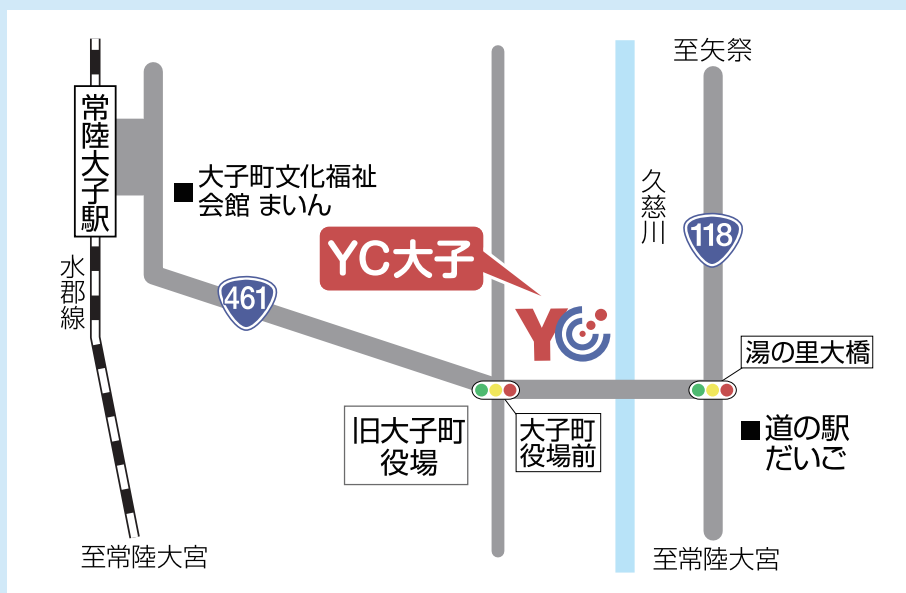 至矢祭
常陸大子駅
大子町文化福祉
会館 まいん
久慈川
118
YC大子
水郡線
461
YC
湯の里大橋
旧大子町
役場
大子町
役場前
道の駅
だいご
至常陸大宮
至常陸大宮